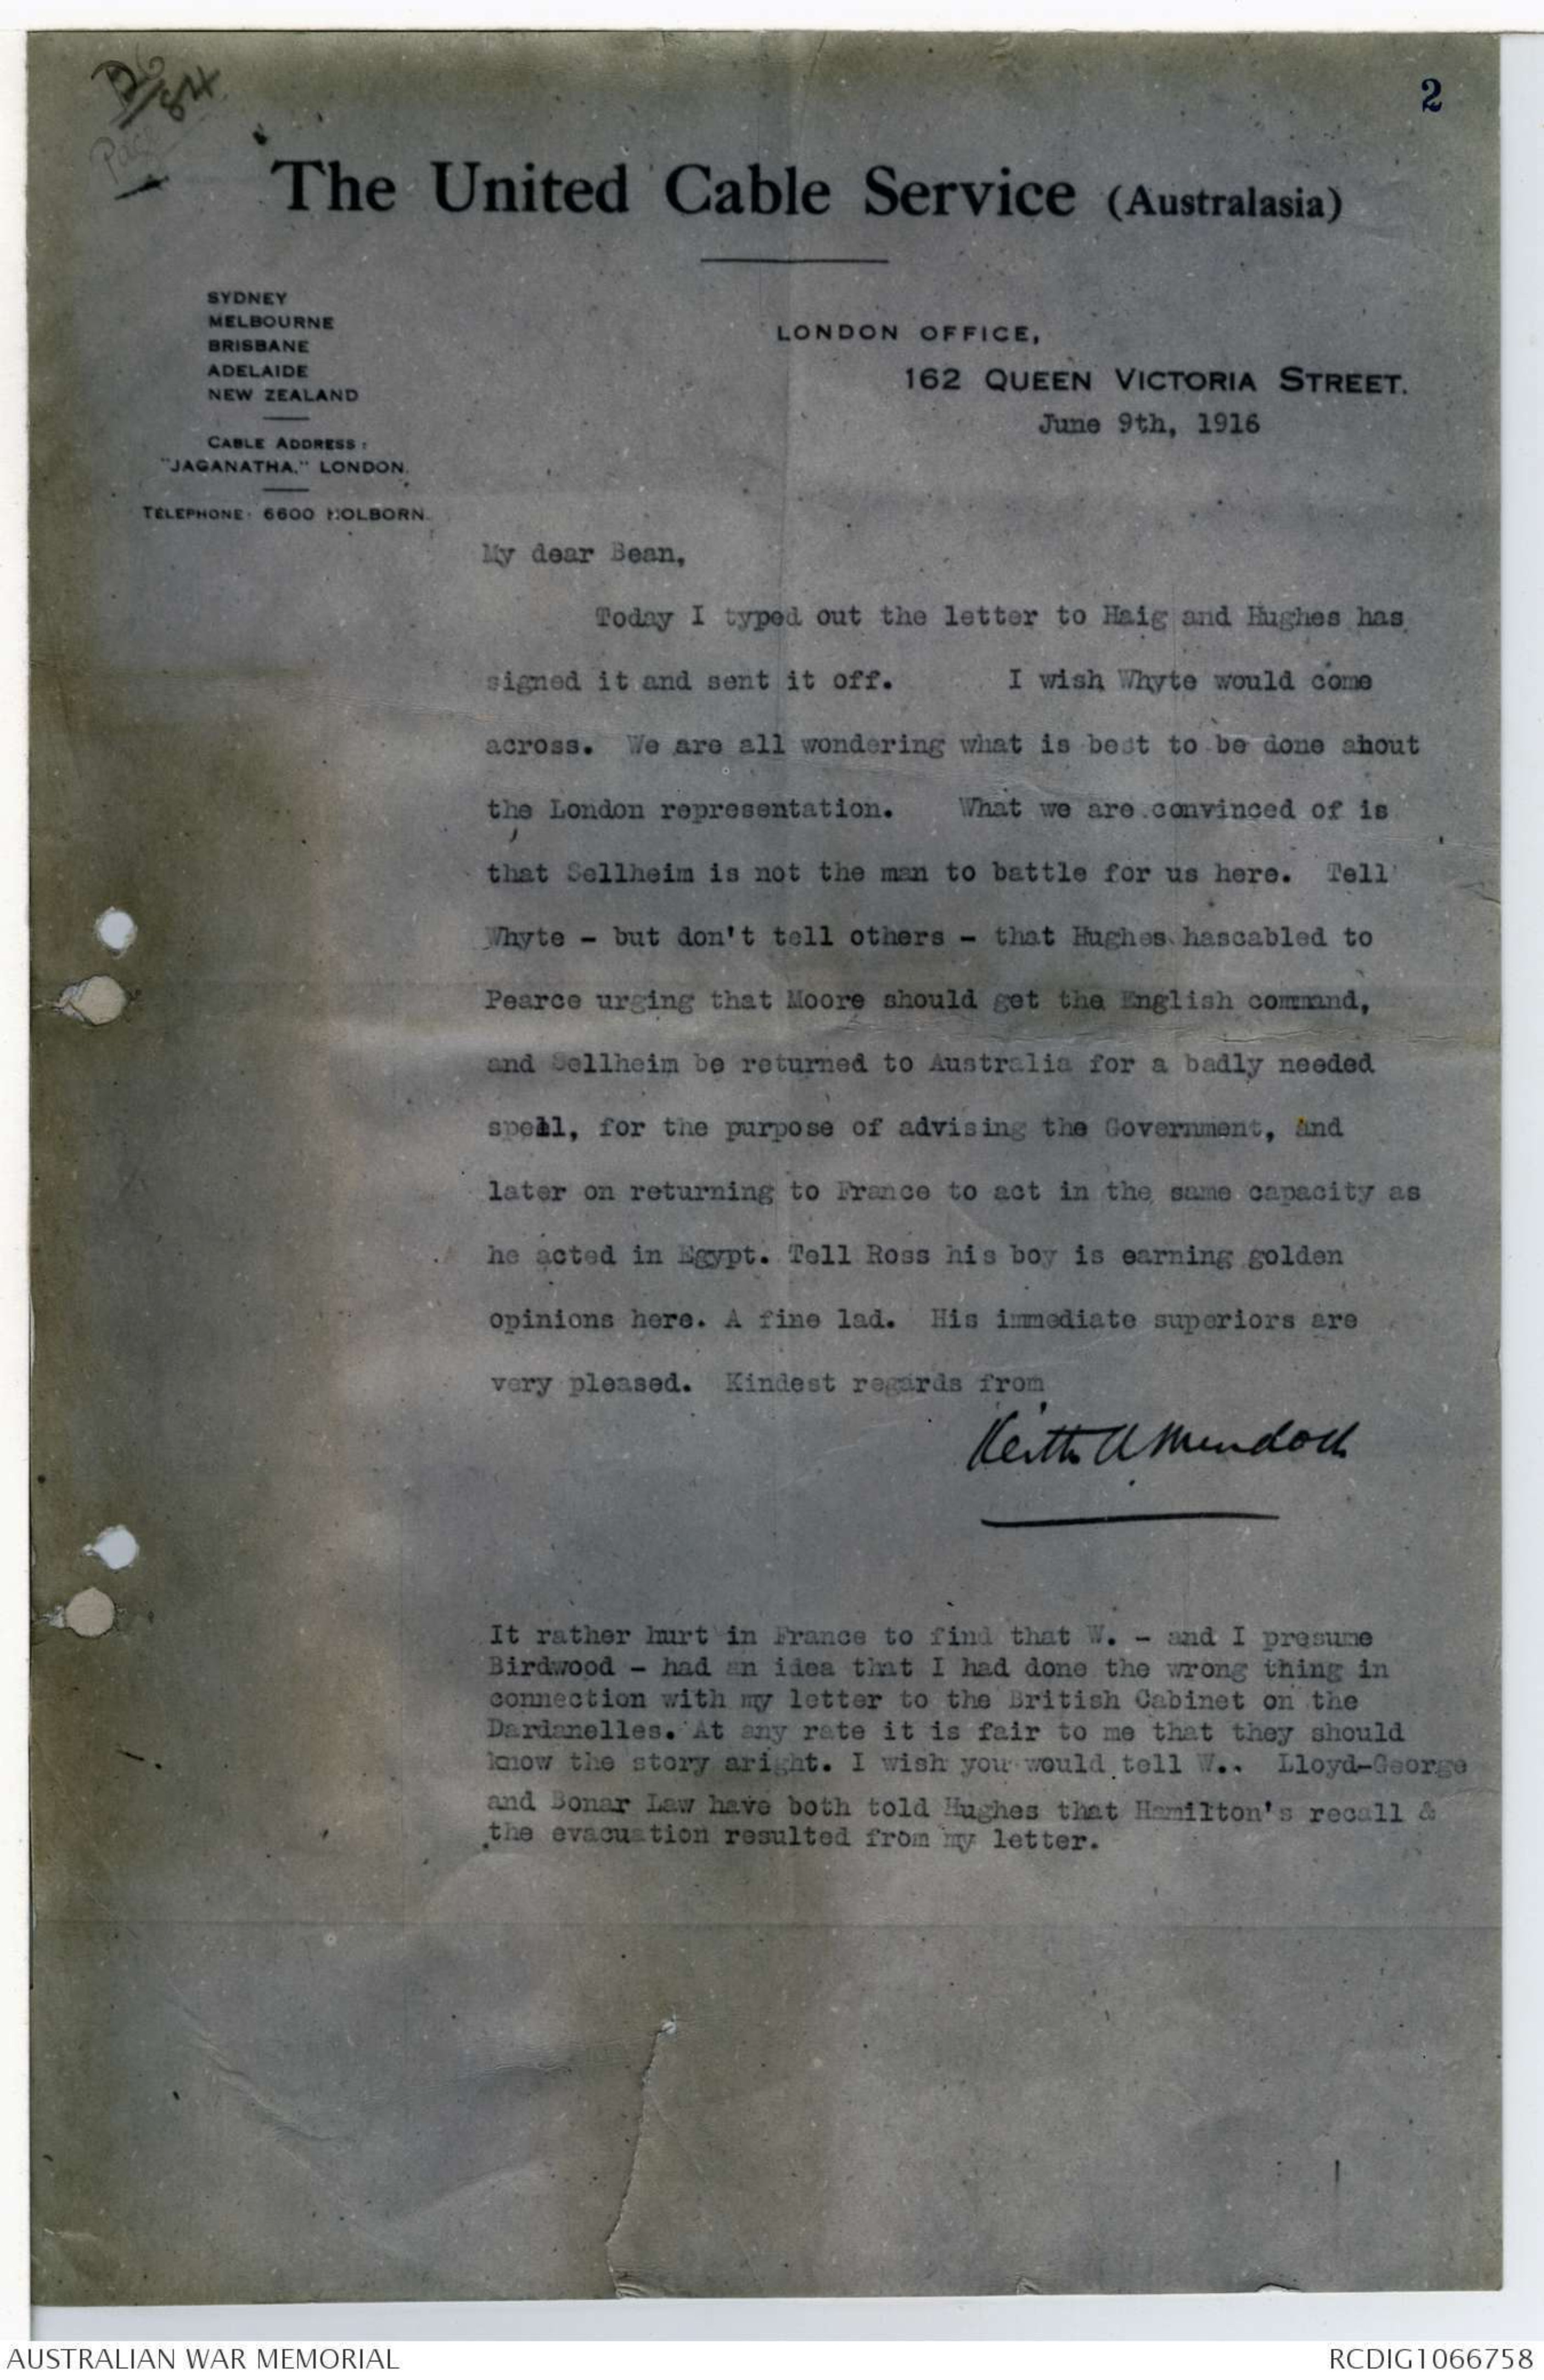 2
Page
The United Cable Service (Australasia)
SYDNEY
MELBOURNE
BRISBANE
ADELAIDE
NEW ZEALAND
CABLE ADDRESS:
"JAGANATHA," LONDON.
TELEPHONE: 6600 HOLBORN.
LONDON OFFICE,
162 QUEEN VICTORIA STREET.
June 9th, 1916
My dear Bean,
Today I typed out the letter to Haig and Hughes has
signed it and sent it off. I wish Whyte would come
across. We are all wondering what is best to be done about
the London representation. What we are convinced of is
that Sellheim is not the man to battle for us here. Tell
Whyte - but don't tell others - that Hughes hascabled to
Pearce urging that Moore should get the English command,
and Sellheim be returned to Australia for a badly needed
spell, for the purpose of advising the Government, and
later on returning to France to act in the same capacity as
he acted in Egypt. Tell Ross his boy is earning golden
opinions here. A fine lad. His immediate superiors are
very pleased. Kindest regards from
Keith A Murdoch
It rather hurt in France to find that W. - and I presume
Birdwood - had an idea that I had done the wrong thing in
connection with my letter to the British Cabinet on the
Dardanelles. At any rate it is fair to me that they should
know the story aright. I wish you would tell W.. Lloyd-George
and Bonar Law have both told Hughes that Hamilton's recall &
the evacuation resulted from my letter.
AUSTRALIAN WAR MEMORIAL
RCDIG1066758